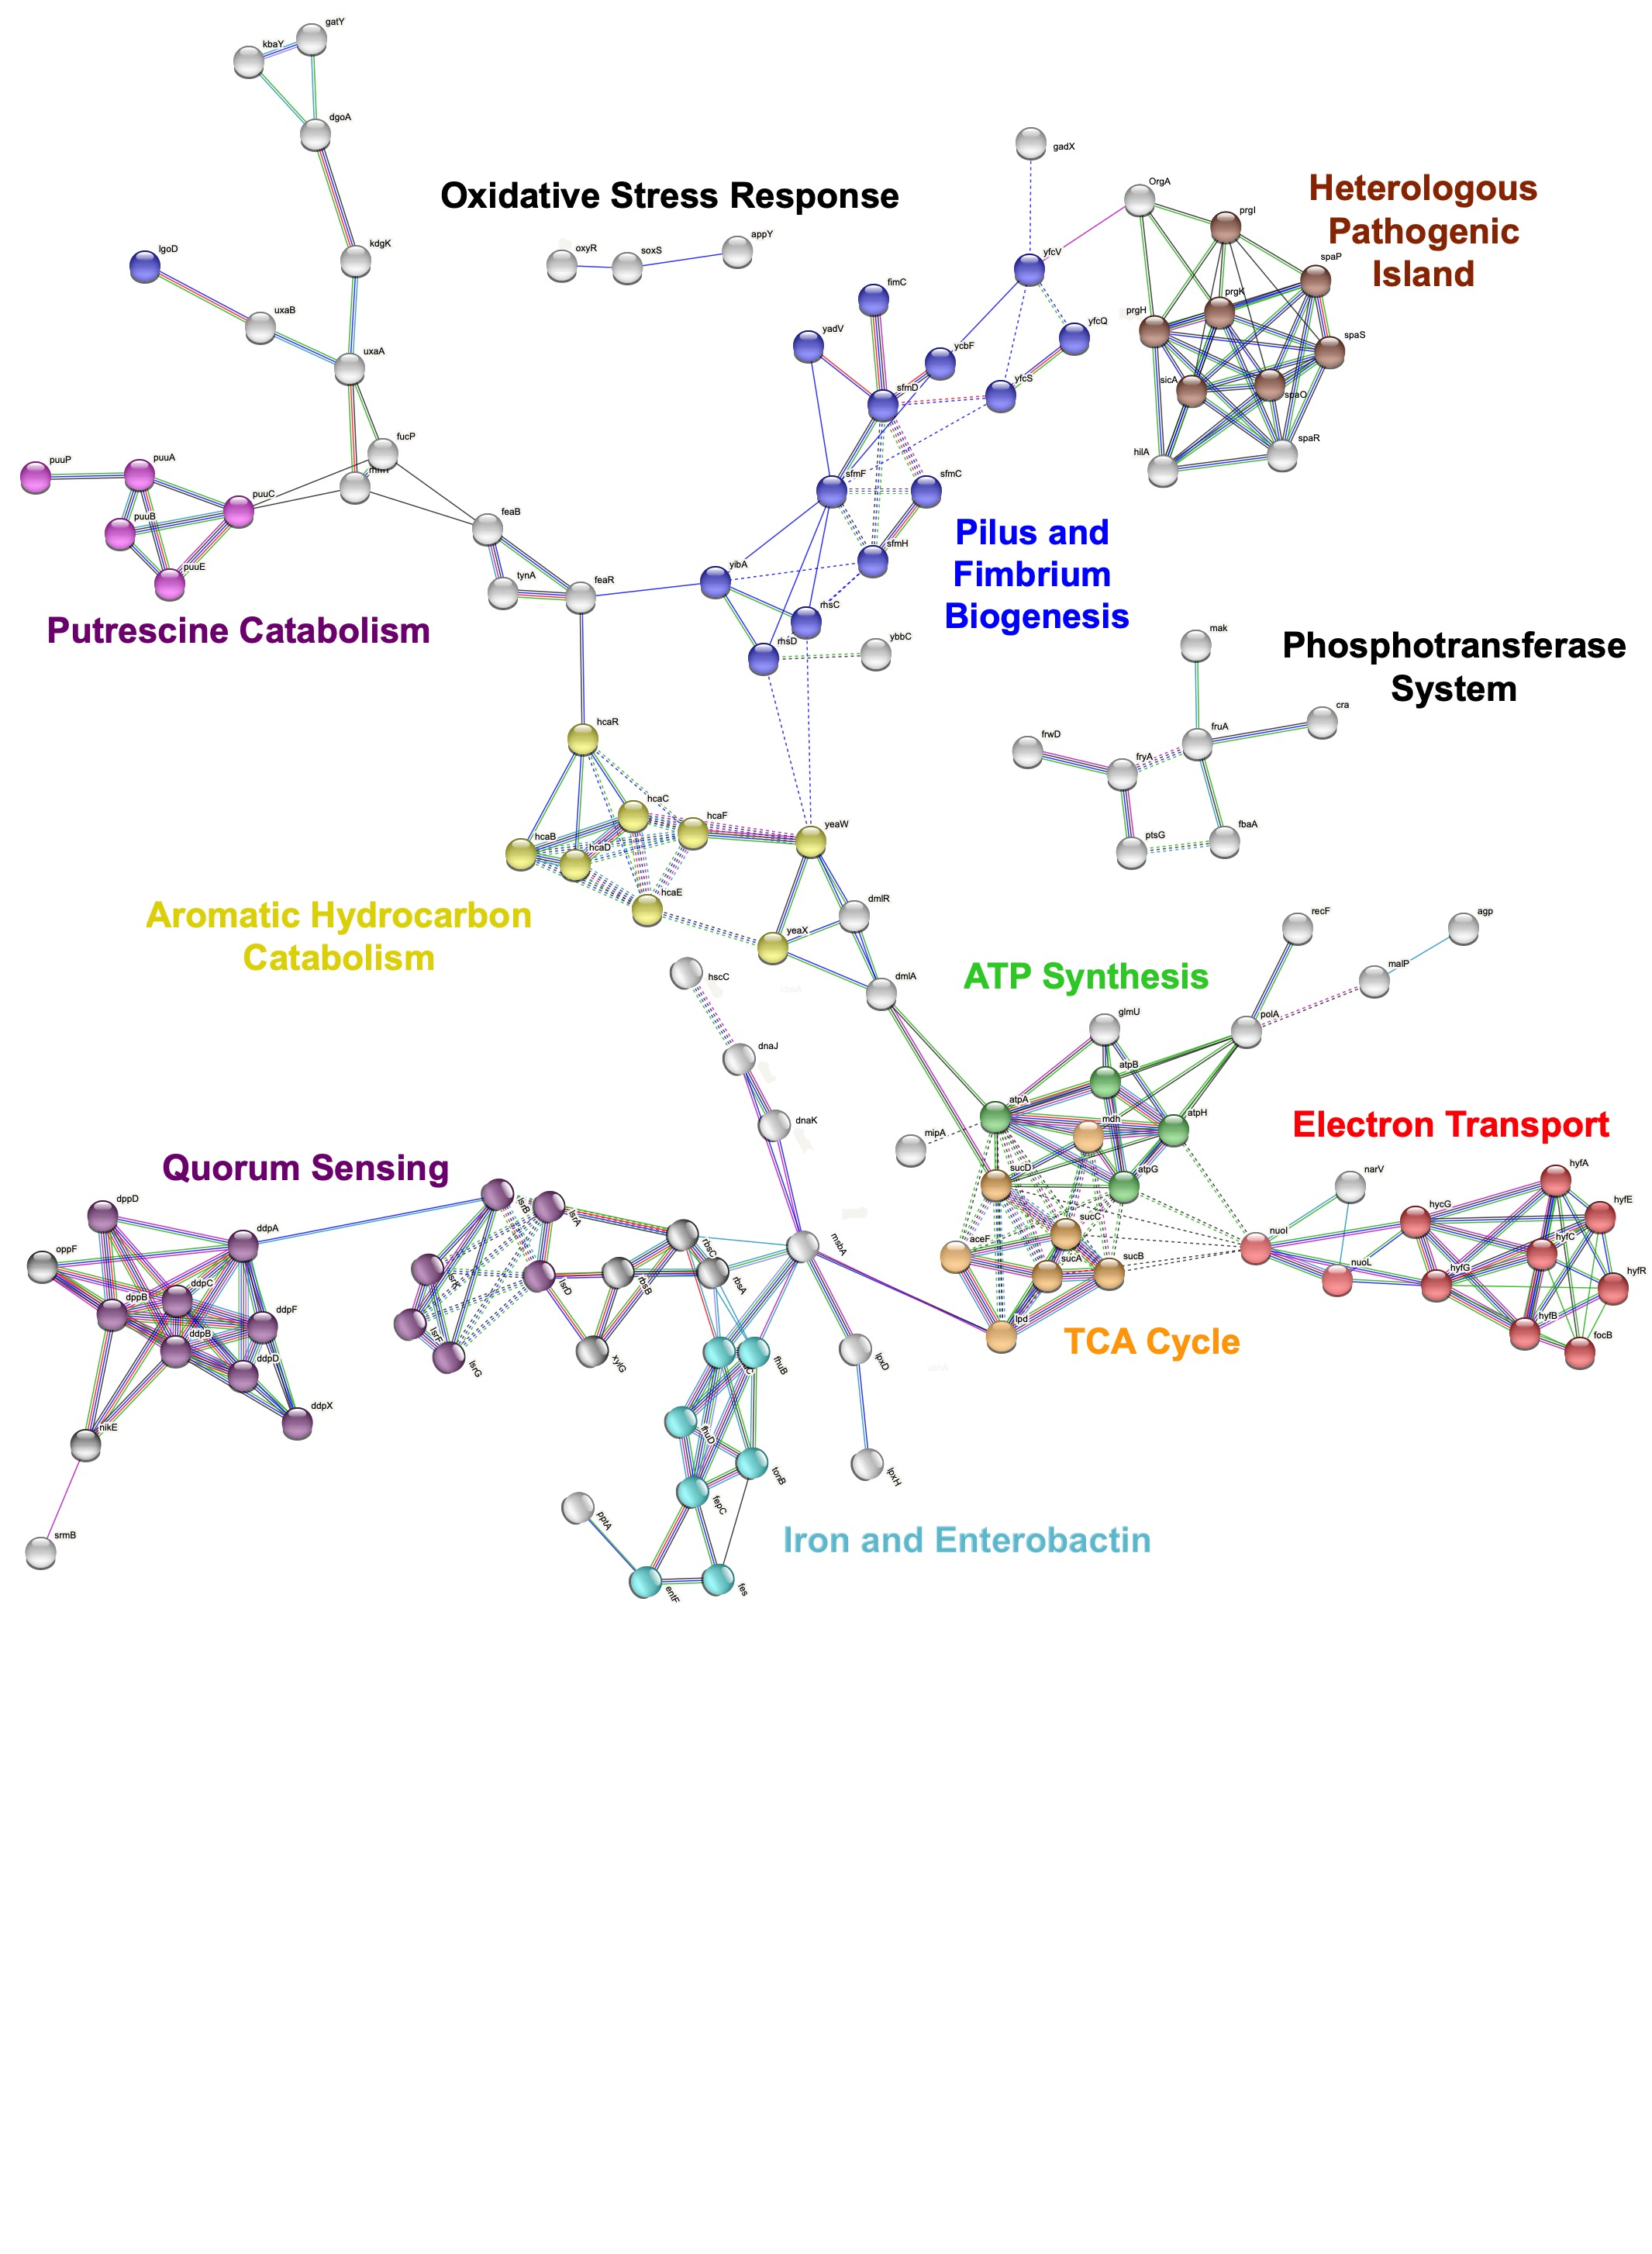 gatY
kbaY
dgoA
gadX
Oxidative Stress Response
OrgA
Heterologous
Pathogenic
Island
prgI
kdgK
lgoD
oxyR
soxS
appY
yfcV
spaP
fimC
prgK
prgH
uxaB
yadV
ycbF
yfcQ
spaS
uxaA
sfmD
yfcS
sicA
spaO
fucP
hilA
spaR
puuP
puuA
puuC
sfmF
sfmC
puuB
feaB
Pilus and
Fimbrium
Biogenesis
sfmH
puuE
tynA
feaR
yibA
rhsC
Putrescine Catabolism
rhsD
ybbC
mak
Phosphotransferase
System
cra
hcaR
fruA
frwD
fryA
hcaC
hcaF
yeaW
hcaB
hcaD
ptsG
fbaA
hcaE
dmlR
Aromatic Hydrocarbon
Catabolism
yeaX
recF
agp
hscC
dmlA
ATP Synthesis
malP
glmU
polA
dnaJ
atpB
dnaK
atpA
mdh
atpH
Electron Transport
mipA
Quorum Sensing
sucD
atpG
narV
hyfA
dppD
lsrB
lsrA
hycG
hyfE
ddpA
rbsC
msbA
sucC
aceF
nuoI
hyfC
oppF
lsrK
lsrD
rbsB
rbsA
sucA
sucB
nuoL
hyfG
hyfR
ddpC
dppB
ddpF
lsrF
lpd
hyfB
ddpB
ddpD
lsrG
xylG
fhuB
lpxD
TCA Cycle
focB
ddpX
nikE
fhuD
tonB
lpxH
fepC
pptA
srmB
Iron and Enterobactin
entF
fes